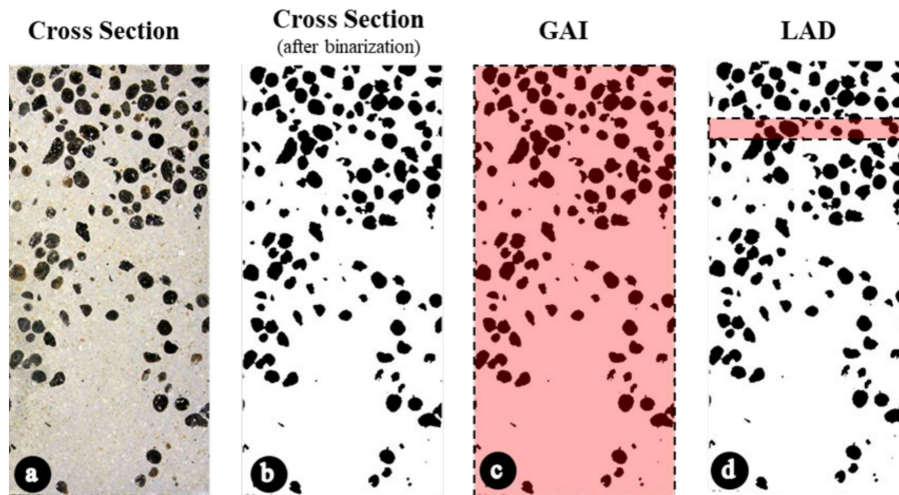 Cross Section
Cross Section
(after binarization)
GAI
LAD
a
b
c
d